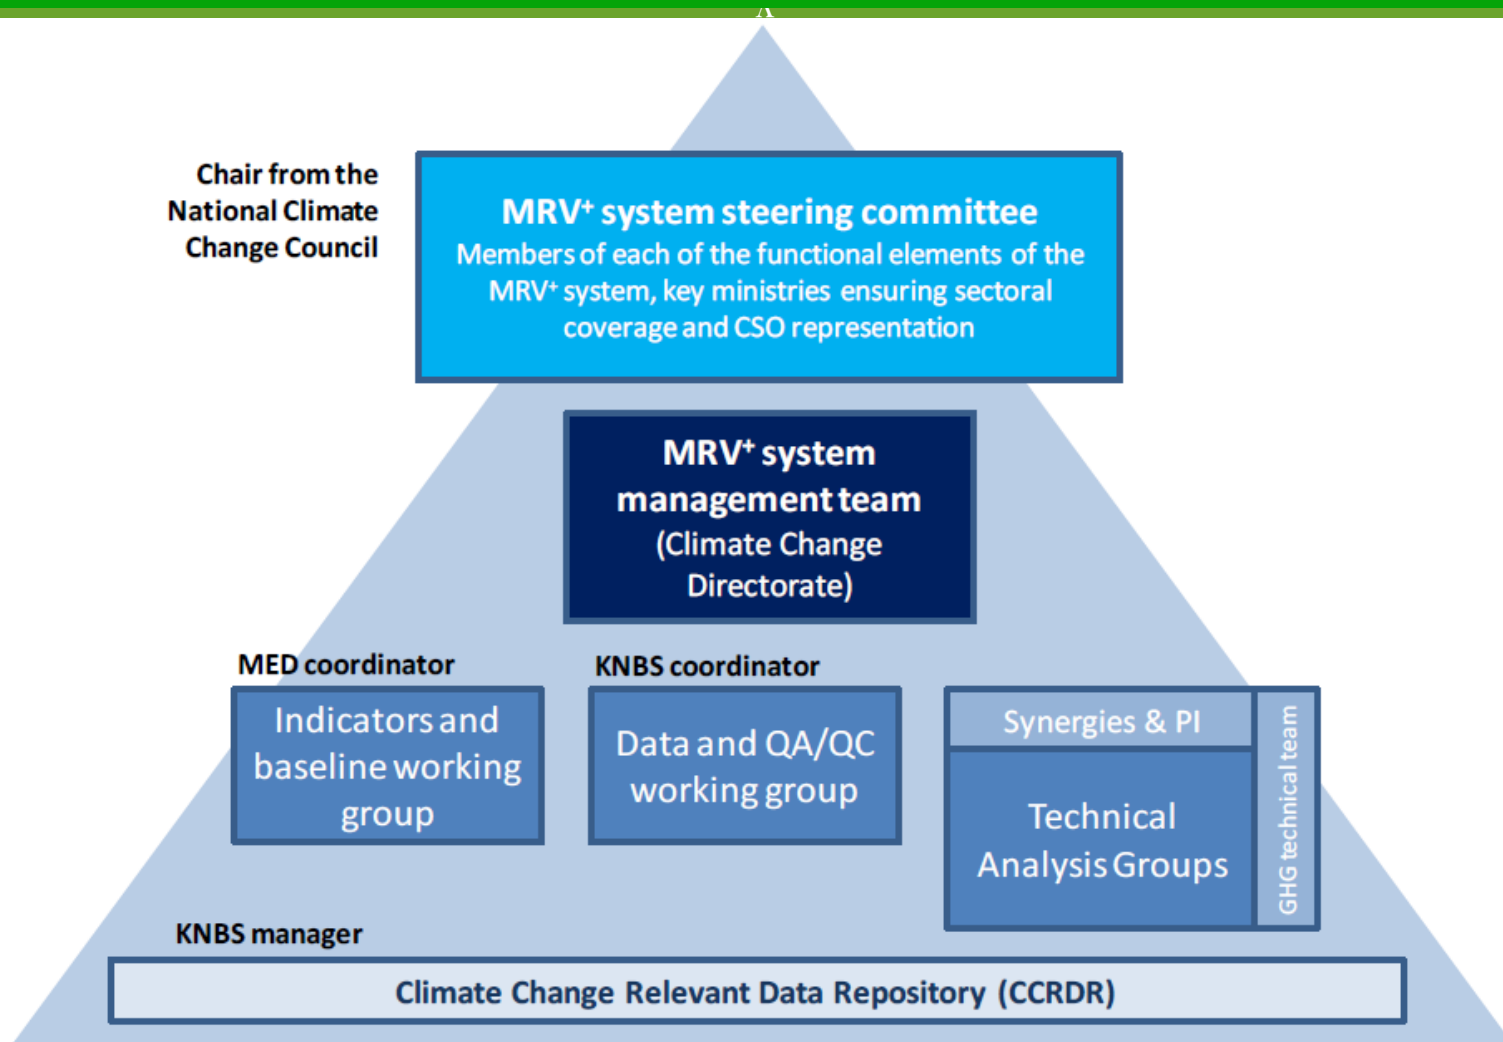 Chair from the
National Climate
Change Council
MRV⁺ system steering committee
Members of each of the functional elements of the
MRV⁺ system, key ministries ensuring sectoral
coverage and CSO representation
MRV⁺ system
management team
(Climate Change
Directorate)
MED coordinator
Indicators and
baseline working
group
KNBS coordinator
Data and QA/QC
working group
Synergies & PI
Technical
Analysis Groups
GHG technical team
KNBS manager
Climate Change Relevant Data Repository (CCRDR)